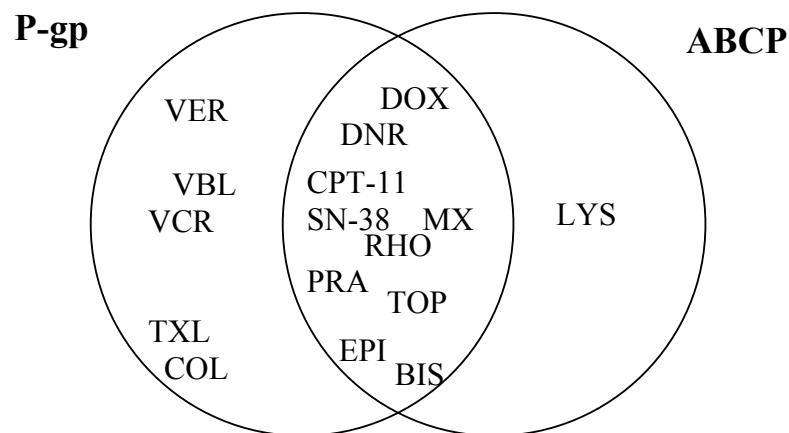 P-gp
ABCP
VER
VBL
VCR
TXL
COL
DOX
DNR
CPT-11
SN-38 MX
RHO
PRA
TOP
EPI
BIS
LYS